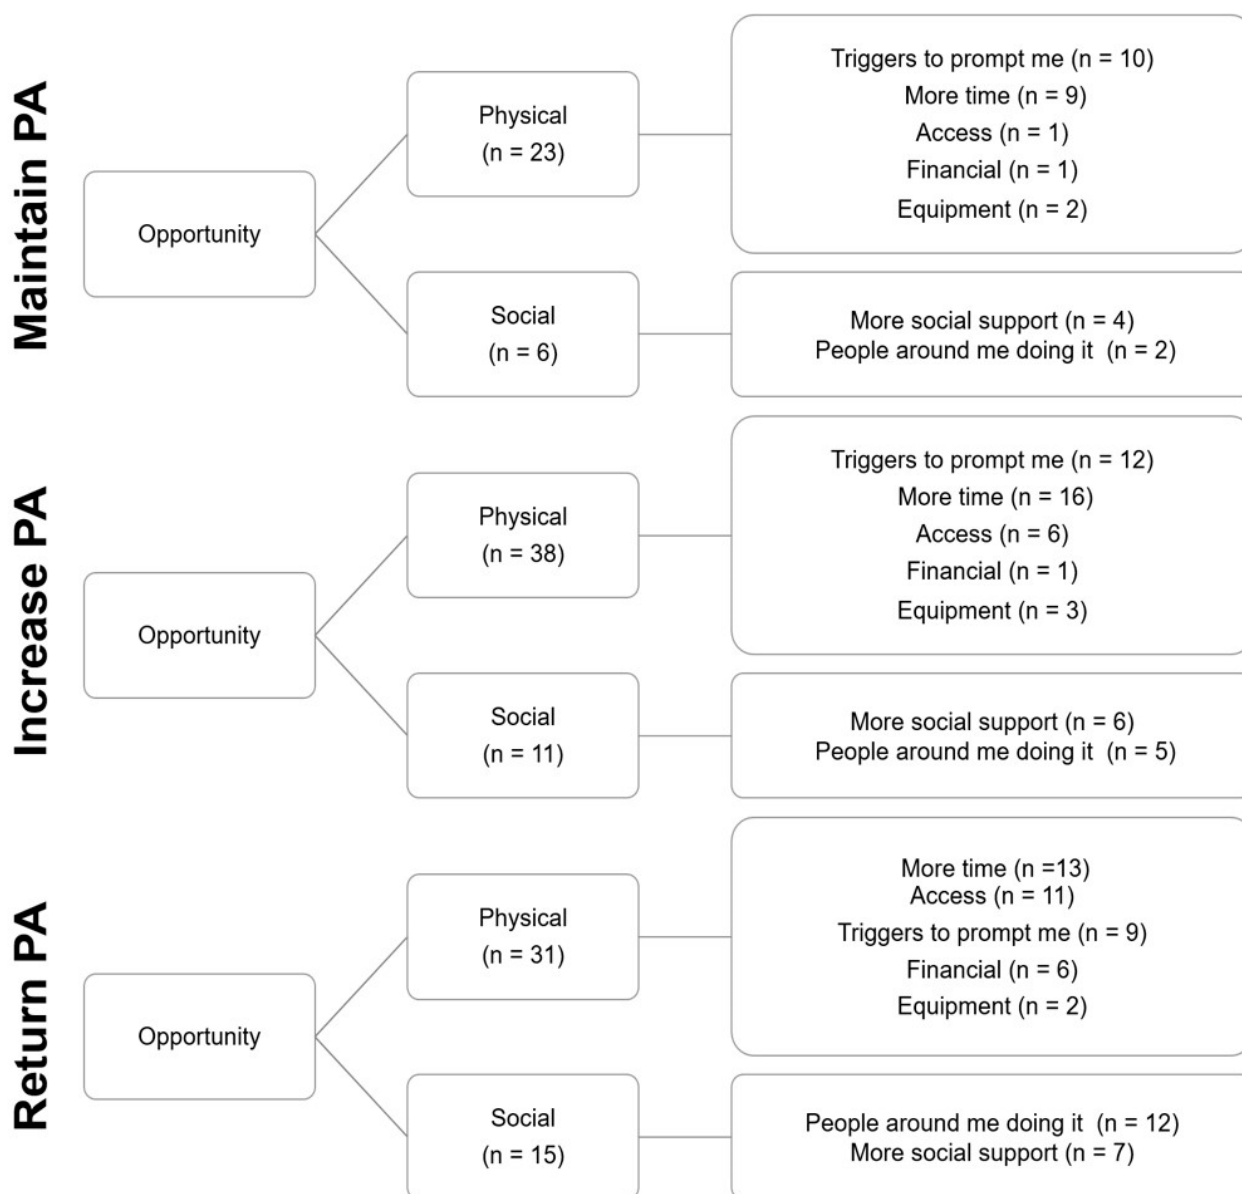 Maintain PA
Opportunity
Physical
(n = 23)
Triggers to prompt me (n = 10)
More time (n = 9)
Access (n = 1)
Financial (n = 1)
Equipment (n = 2)
Social
(n = 6)
More social support (n = 4)
People around me doing it  (n = 2)
Increase PA
Opportunity
Physical
(n = 38)
Triggers to prompt me (n = 12)
More time (n = 16)
Access (n = 6)
Financial (n = 1)
Equipment (n = 3)
Social
(n = 11)
More social support (n = 6)
People around me doing it  (n = 5)
Return PA
Opportunity
Physical
(n = 31)
More time (n =13)
Access (n = 11)
Triggers to prompt me (n = 9)
Financial (n = 6)
Equipment (n = 2)
Social
(n = 15)
People around me doing it  (n = 12)
More social support (n = 7)